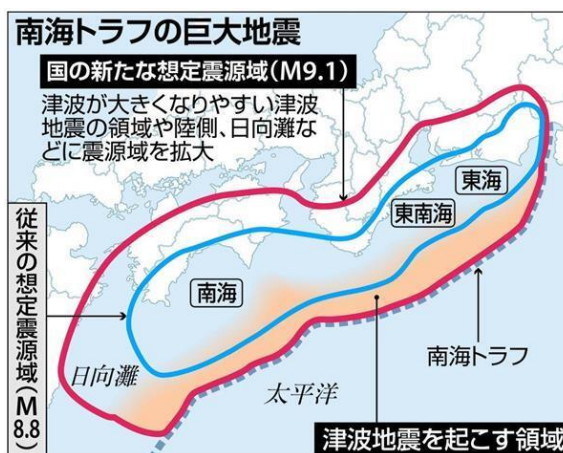 南海トラフの巨大地震
国の新たな想定震源域(M9.1)
津波が大きくなりやすい津波
地震の領域や陸側、日向灘な
どに震源域を拡大
東海
東南海
南海
従来の想定震源域(M8.8)
日向灘
太平洋
南海トラフ
津波地震を起こす領域